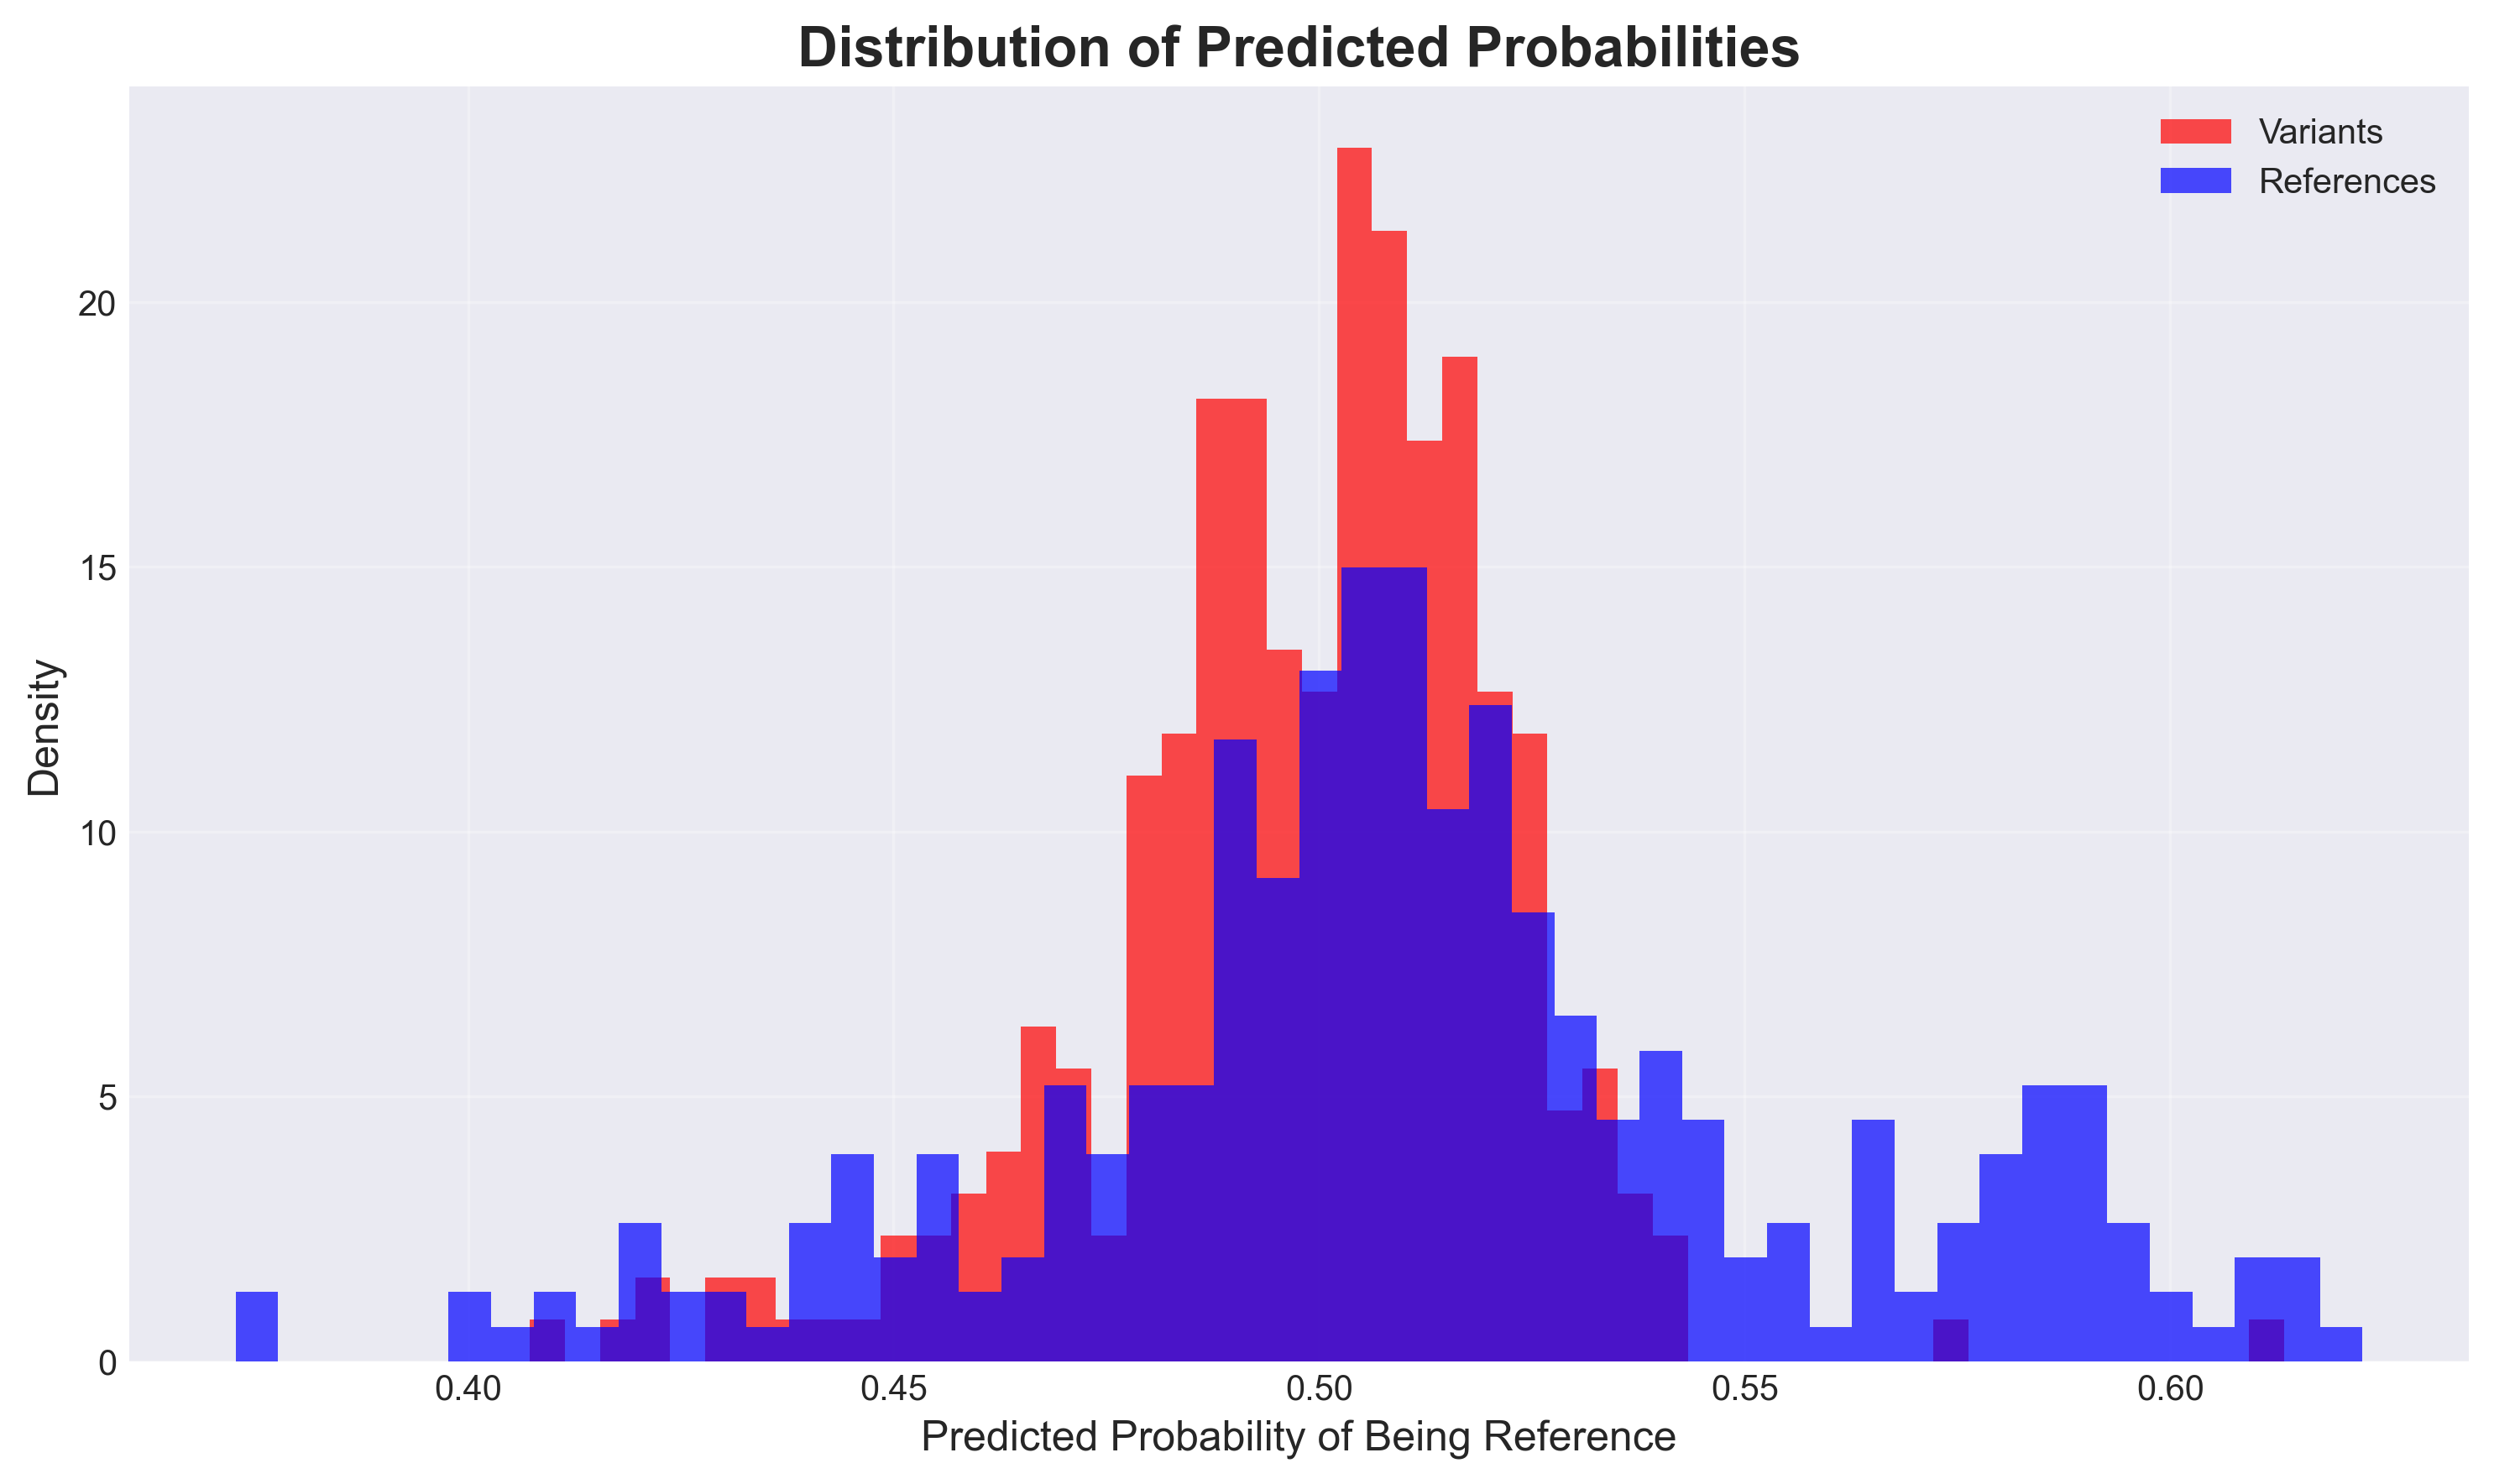 Distribution of Predicted Probabilities
Variants
References
Density
20
15
10
5
0
0.40 0.45 0.50 0.55 0.60
Predicted Probability of Being Reference